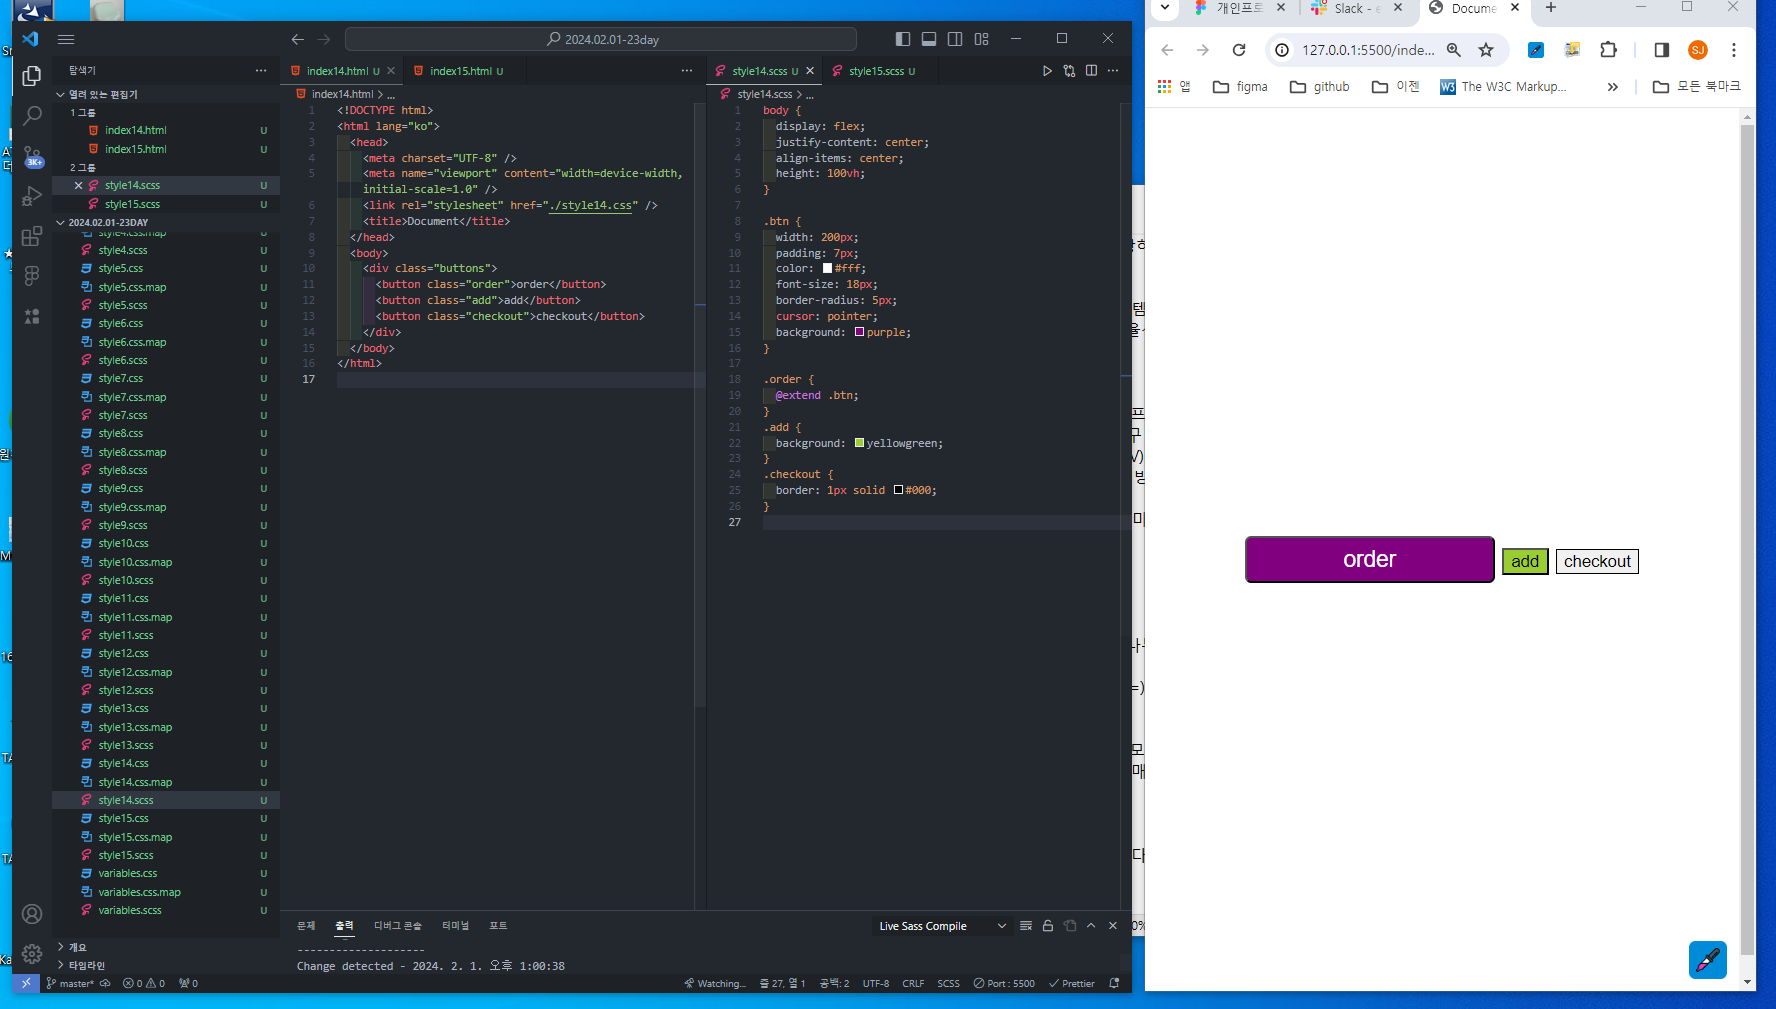 2024.02.01-23day
탐색기
열려 있는 편집기
1 그룹
index14.html U
index15.html U
2 그룹
style14.scss U
style15.scss U
2024.02.01-23DAY
style4.css.map
style4.scss U
style5.css U
style5.css.map U
style5.scss U
style6.css U
style6.css.map U
style6.scss U
style7.css U
style7.css.map U
style7.scss U
style8.css U
style8.css.map U
style8.scss U
style9.css U
style9.css.map U
style9.scss U
style10.css U
style10.css.map U
style10.scss U
style11.css U
style11.css.map U
style11.scss U
style12.css U
style12.css.map U
style12.scss U
style13.css U
style13.css.map U
style13.scss U
style14.css U
style14.css.map U
style14.scss U
style15.css U
style15.css.map U
style15.scss U
variables.css U
variables.css.map U
variables.scss U
개요
타임라인
3K+
index14.html U
index15.html U
index14.html > ...
1 <!DOCTYPE html>
2 <html lang="ko">
3 <head>
4 <meta charset="UTF-8" />
5 <meta name="viewport" content="width=device-width,
initial-scale=1.0" />
6 <link rel="stylesheet" href="./style14.css" />
7 <title>Document</title>
8 </head>
9 <body>
10 <div class="buttons">
11 <button class="order">order</button>
12 <button class="add">add</button>
13 <button class="checkout">checkout</button>
14 </div>
15 </body>
16 </html>
17
style14.scss U
style15.scss U
style14.scss > ...
1 body {
2 display: flex;
3 justify-content: center;
4 align-items: center;
5 height: 100vh;
6 }
7
8 .btn {
9 width: 200px;
10 padding: 7px;
11 color: #fff;
12 font-size: 18px;
13 border-radius: 5px;
14 cursor: pointer;
15 background: purple;
16 }
17
18 .order {
19 @extend .btn;
20 }
21 .add {
22 background: yellowgreen;
23 }
24 .checkout {
25 border: 1px solid #000;
26 }
27
문제 출력 디버그 콘솔 터미널 포트
Live Sass Compile
--------------------
Change detected - 2024. 2. 1. 오후 1:00:38
master* 0 0 0
Watching... 줄 27, 열 1 공백: 2 UTF-8 CRLF SCSS Port : 5500 Prettier
개인프로
Slack - e
Docume
127.0.0.1:5500/inde...
SJ
앱 figma github 이젠 The W3C Markup... » 모든 북마크
order add checkout